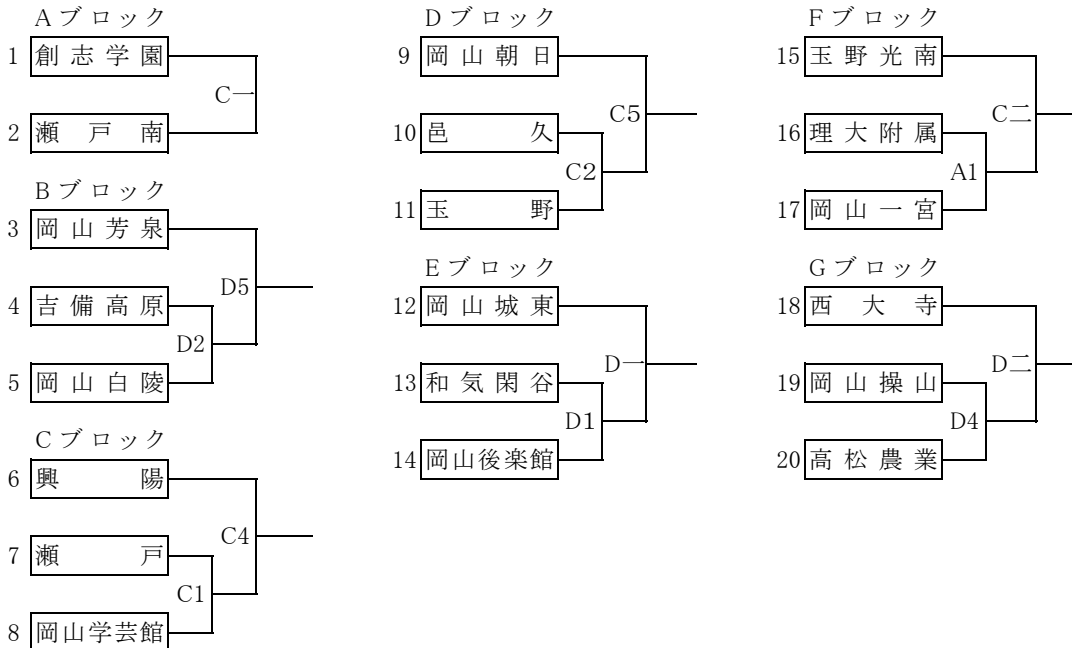 Aブロック
1 創志学園
C一
2 瀬戸南
Bブロック
3 岡山芳泉
D5
4 吉備高原
D2
5 岡山白陵
Cブロック
6 興陽
C4
7 瀬戸
C1
8 岡山学芸館
Dブロック
9 岡山朝日
C5
10 邑久
C2
11 玉野
Eブロック
12 岡山城東
D一
13 和気閑谷
D1
14 岡山後楽館
Fブロック
15 玉野光南
C二
16 理大附属
A1
17 岡山一宮
Gブロック
18 西大寺
D二
19 岡山操山
D4
20 高松農業